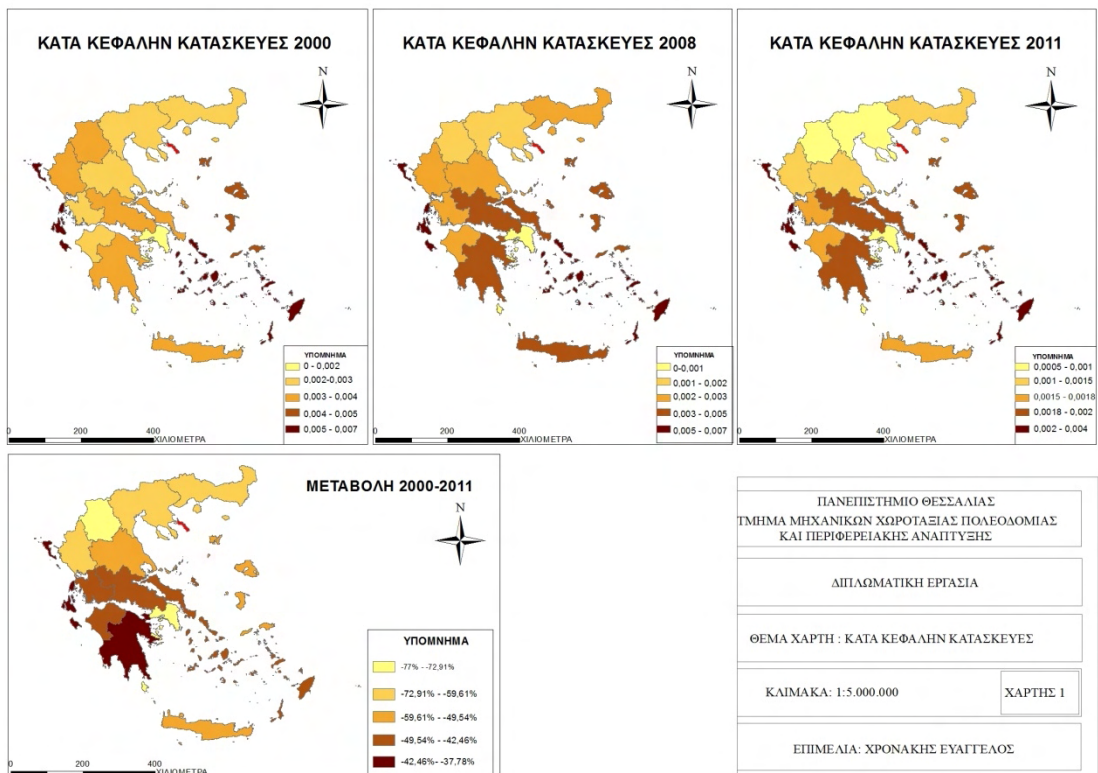 ΚΑΤΑ ΚΕΦΑΛΗΝ ΚΑΤΑΣΚΕΥΕΣ 2000
N
ΥΠΟΜΝΗΜΑ
0 - 0,002
0,002-0,003
0,003 - 0,004
0,004 - 0,005
0,005 - 0,007
0 200 400
ΧΙΛΙΟΜΕΤΡΑ
ΚΑΤΑ ΚΕΦΑΛΗΝ ΚΑΤΑΣΚΕΥΕΣ 2008
N
ΥΠΟΜΝΗΜΑ
0-0,001
0,001 - 0,002
0,002 - 0,003
0,003 - 0,005
0,005 - 0,007
0 200 400
ΧΙΛΙΟΜΕΤΡΑ
ΚΑΤΑ ΚΕΦΑΛΗΝ ΚΑΤΑΣΚΕΥΕΣ 2011
N
ΥΠΟΜΝΗΜΑ
0,0005 - 0,001
0,001 - 0,0015
0,0015 - 0,0018
0,0018 - 0,002
0,002 - 0,004
0 200 400
ΧΙΛΙΟΜΕΤΡΑ
ΜΕΤΑΒΟΛΗ 2000-2011
N
ΥΠΟΜΝΗΜΑ
-77% - -72,91%
-72,91% - -59,61%
-59,61% - -49,54%
-49,54% - -42,46%
-42,46% - -37,78%
0 200 400
ΧΙΛΙΟΜΕΤΡΑ
ΠΑΝΕΠΙΣΤΗΜΙΟ ΘΕΣΣΑΛΙΑΣ
ΤΜΗΜΑ ΜΗΧΑΝΙΚΩΝ ΧΩΡΟΤΑΞΙΑΣ ΠΟΛΕΟΔΟΜΙΑΣ
ΚΑΙ ΠΕΡΙΦΕΡΕΙΑΚΗΣ ΑΝΑΠΤΥΞΗΣ
ΔΙΠΛΩΜΑΤΙΚΗ ΕΡΓΑΣΙΑ
ΘΕΜΑ ΧΑΡΤΗ : ΚΑΤΑ ΚΕΦΑΛΗΝ ΚΑΤΑΣΚΕΥΕΣ
ΚΛΙΜΑΚΑ: 1:5.000.000
ΧΑΡΤΗΣ 1
ΕΠΙΜΕΛΙΑ: ΧΡΟΝΑΚΗΣ ΕΥΑΓΓΕΛΟΣ